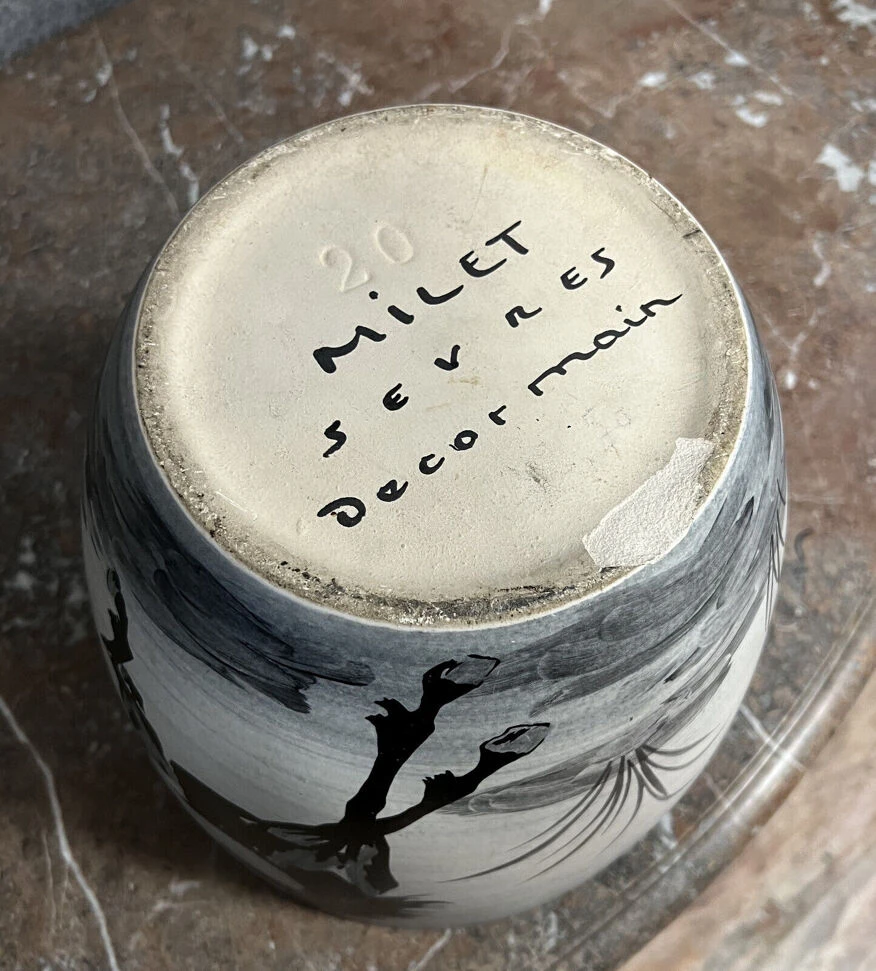 20
MiLET
SEVRES
Decor main